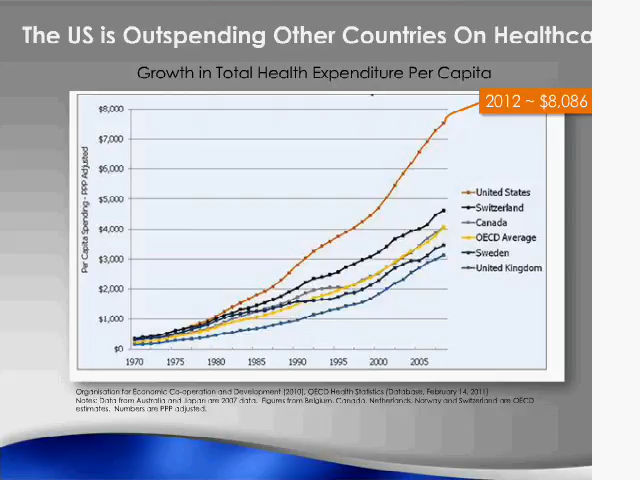 The US is Outspending Other Countries On Healthca
Growth in Total Health Expenditure Per Capita
2012 ~ $8,086
$8,000
$7,000
$6,000
$5,000
$4,000
$3,000
$2,000
$1,000
$0
Per Capita Spending - PPP Adjusted
1970 1975 1980 1985 1990 1995 2000 2005
United States
Switzerland
Canada
OECD Average
Sweden
United Kingdom
Organisation for Economic Co-operation and Development (2010), OECD Health Statistics (Database, February 14, 2011)
Notes: Data from Australia and Japan are 2007 data. Figures from Belgium, Canada, Netherlands, Norway and Switzerland are OECD
estimates. Numbers are PPP adjusted.